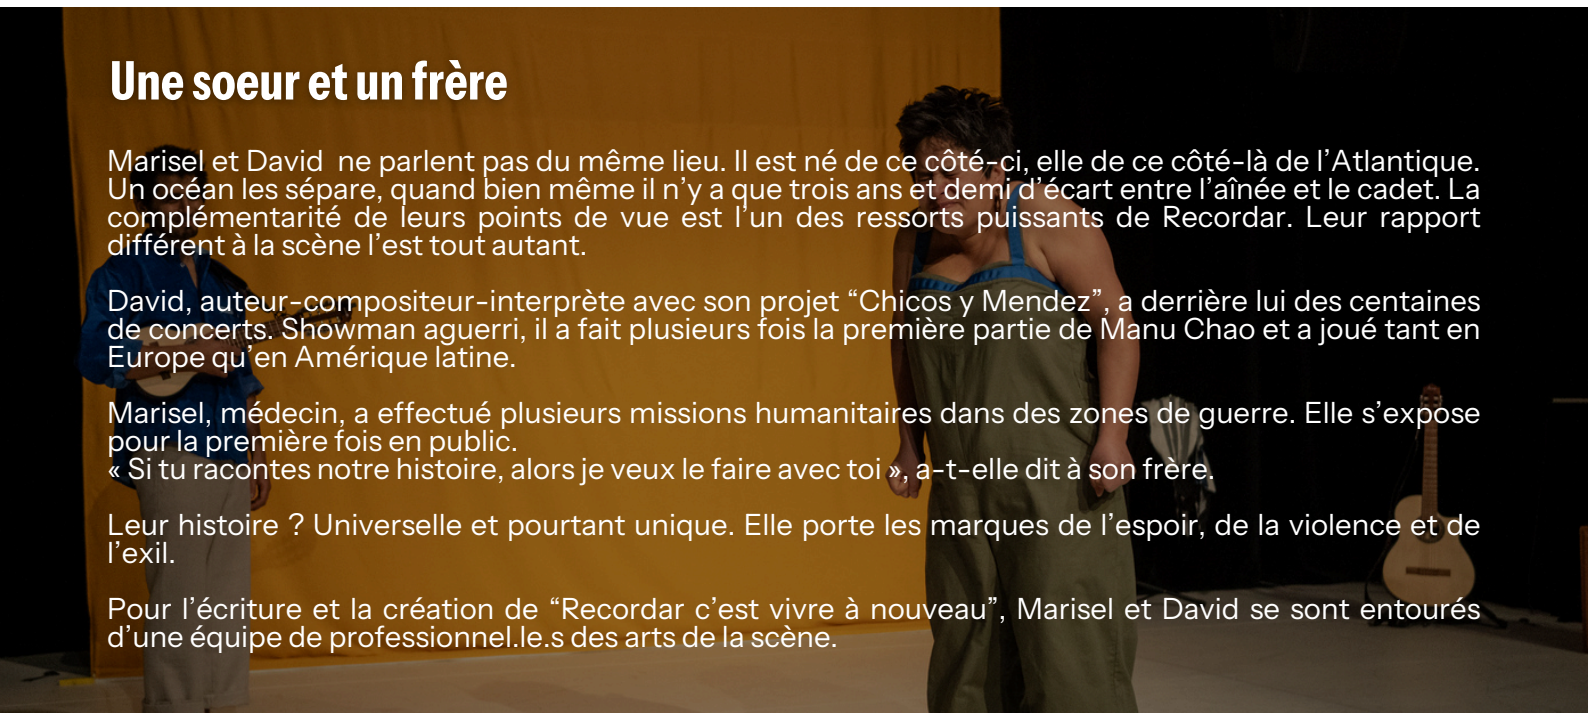 Une soeur et un frère
Marisel et David  ne parlent pas du même lieu. Il est né de ce côté-ci, elle de ce côté-là de l’Atlantique.
Un océan les sépare, quand bien même il n’y a que trois ans et demi d’écart entre l’aînée et le cadet. La
complémentarité de leurs points de vue est l’un des ressorts puissants de Recordar. Leur rapport
différent à la scène l’est tout autant.
David, auteur-compositeur-interprète avec son projet “Chicos y Mendez”, a derrière lui des centaines
de concerts. Showman aguerri, il a fait plusieurs fois la première partie de Manu Chao et a joué tant en
Europe qu’en Amérique latine.
Marisel, médecin, a effectué plusieurs missions humanitaires dans des zones de guerre. Elle s’expose
pour la première fois en public.
« Si tu racontes notre histoire, alors je veux le faire avec toi », a-t-elle dit à son frère.
Leur histoire ? Universelle et pourtant unique. Elle porte les marques de l’espoir, de la violence et de
l’exil.
Pour l’écriture et la création de “Recordar c’est vivre à nouveau”, Marisel et David se sont entourés
d’une équipe de professionnel.le.s des arts de la scène.